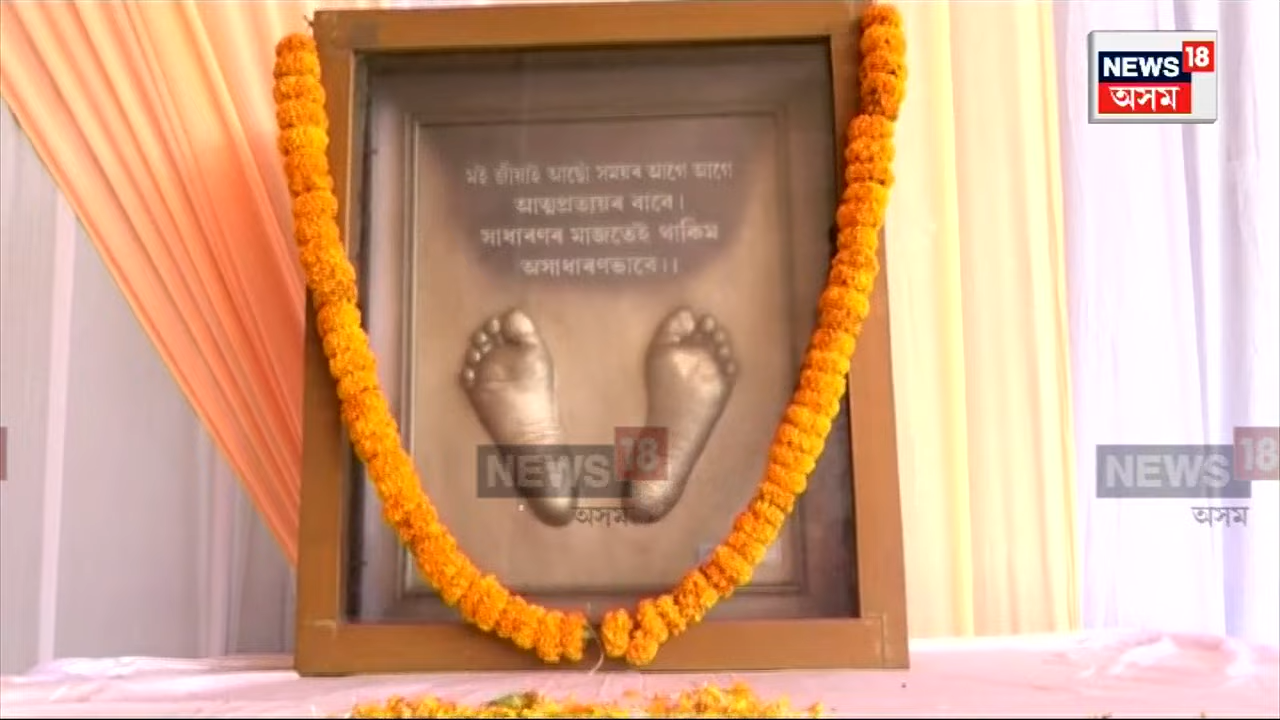 NEWS 18
অসম
মই জীয়াই আছোঁ সময়ৰ আগে আগে
আত্মপ্ৰত্যয়ৰ বাবে।
সাধাৰণৰ মাজতেই থাকিম
অসাধাৰণভাবে।।
NEWS 18
অসম
NEWS 18
অসম